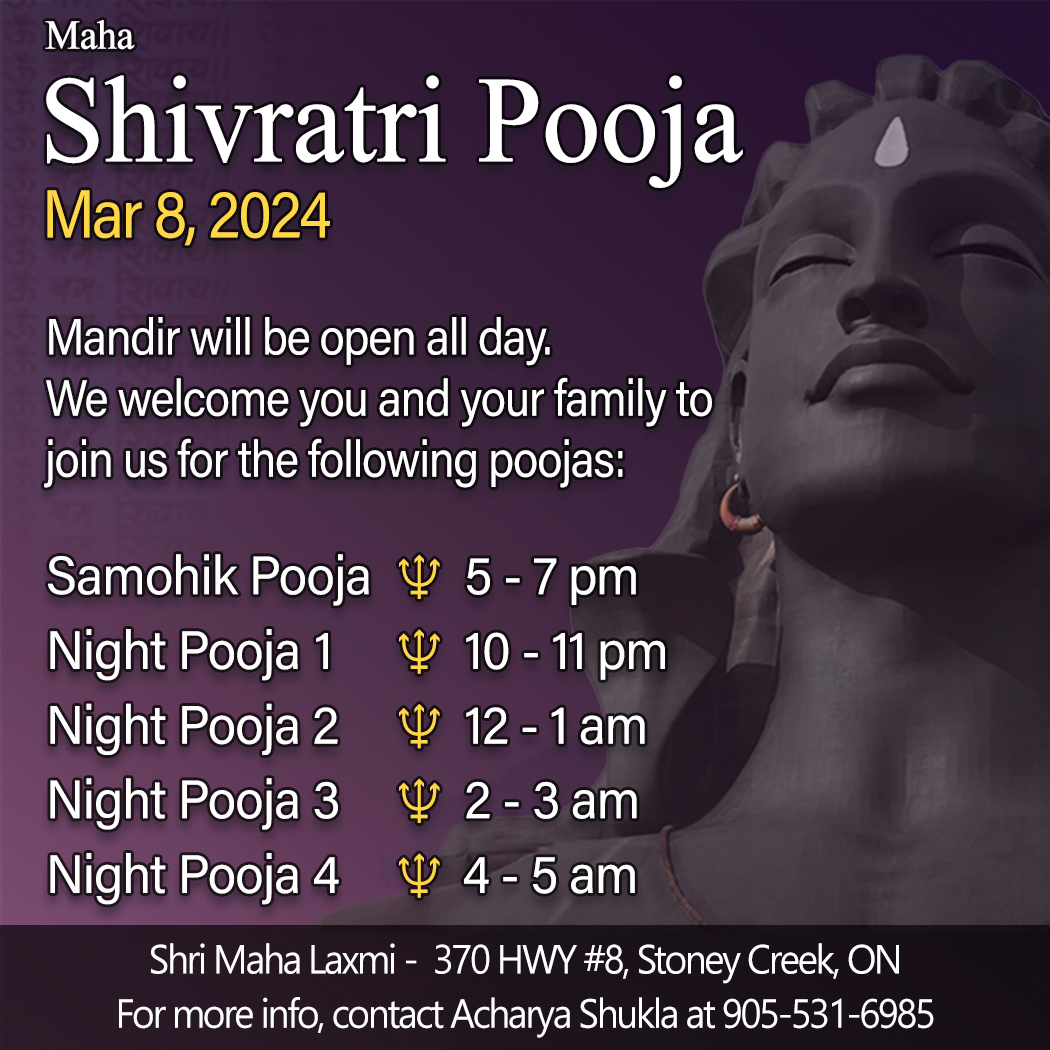 Maha
Shivratri Pooja
Mar 8, 2024
Mandir will be open all day.
We welcome you and your family to
join us for the following poojas:
Samohik Pooja 5 - 7 pm
Night Pooja 1 10 - 11 pm
Night Pooja 2 12 - 1 am
Night Pooja 3 2 - 3 am
Night Pooja 4 4 - 5 am
Shri Maha Laxmi - 370 HWY #8, Stoney Creek, ON
For more info, contact Acharya Shukla at 905-531-6985